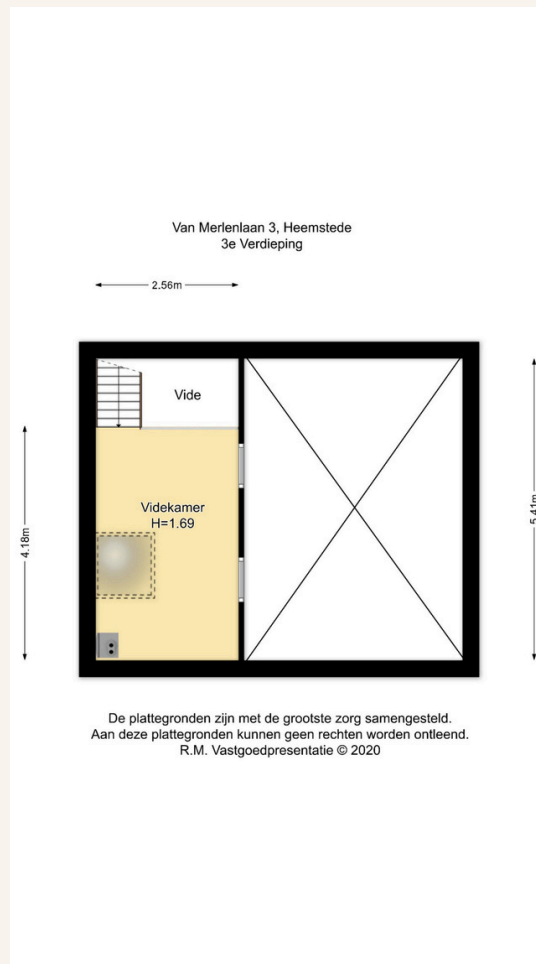 Van Merlenlaan 3, Heemstede
3e Verdieping
2.56m
Vide
Videkamer
H=1.69
4.18m
5.41m
De plattegronden zijn met de grootste zorg samengesteld.
Aan deze plattegronden kunnen geen rechten worden ontleend.
R.M. Vastgoedpresentatie © 2020